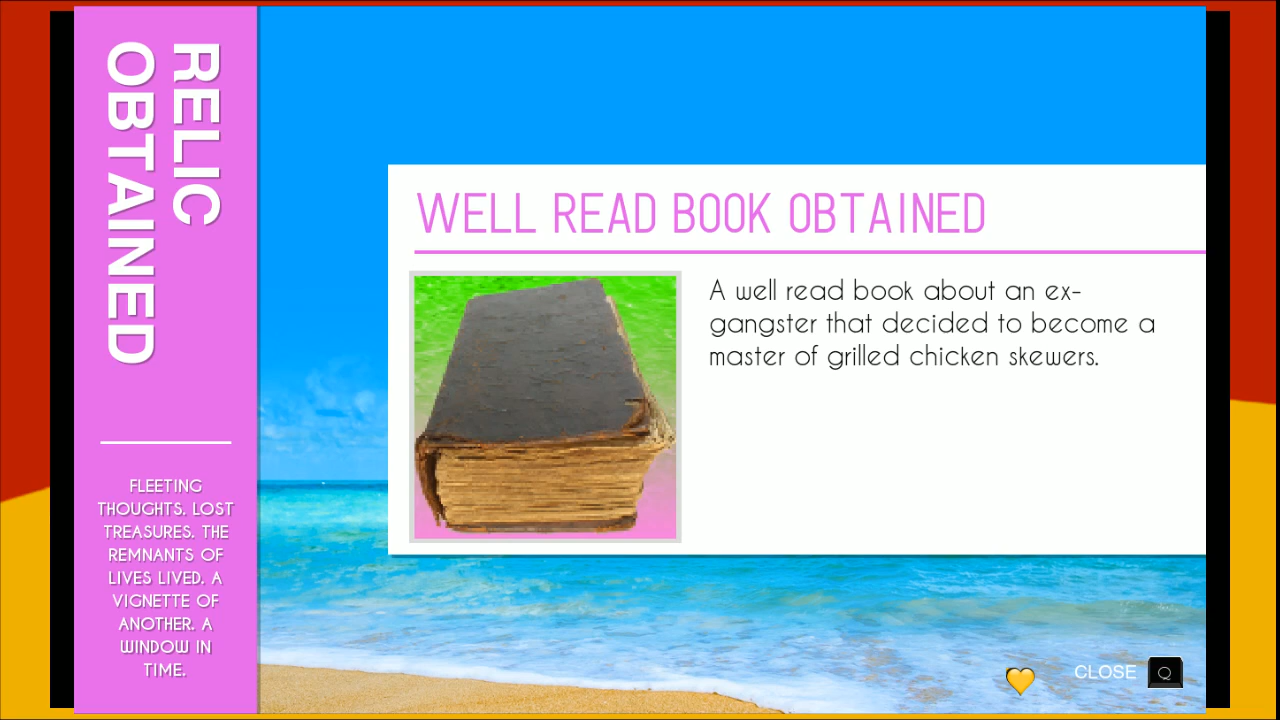 RELIC
OBTAINED
FLEETING
THOUGHTS. LOST
TREASURES. THE
REMNANTS OF
LIVES LIVED. A
VIGNETTE OF
ANOTHER. A
WINDOW IN
TIME.
WELL READ BOOK OBTAINED
A well read book about an ex-
gangster that decided to become a
master of grilled chicken skewers.
CLOSE Q